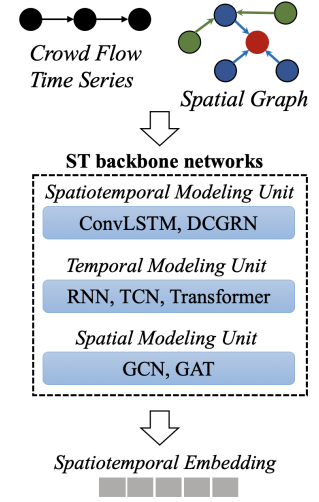 Crowd Flow
Time Series
Spatial Graph
ST backbone networks
Spatiotemporal Modeling Unit
ConvLSTM, DCGRN
Temporal Modeling Unit
RNN, TCN, Transformer
Spatial Modeling Unit
GCN, GAT
Spatiotemporal Embedding